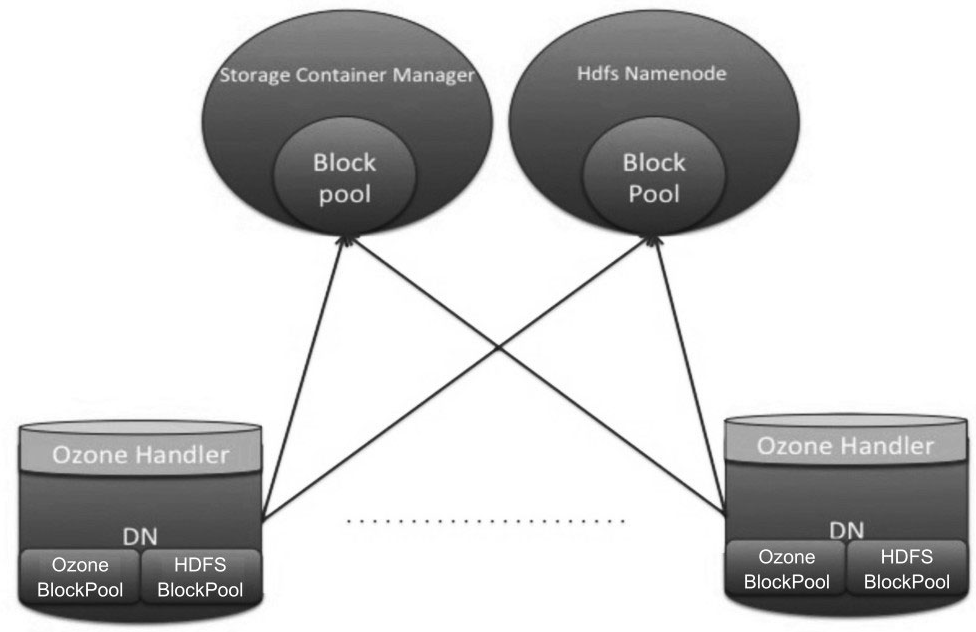 Storage Container Manager
Block
pool
Hdfs Namenode
Block
Pool
Ozone Handler
DN
Ozone
BlockPool
HDFS
BlockPool
Ozone Handler
DN
Ozone
BlockPool
HDFS
BlockPool